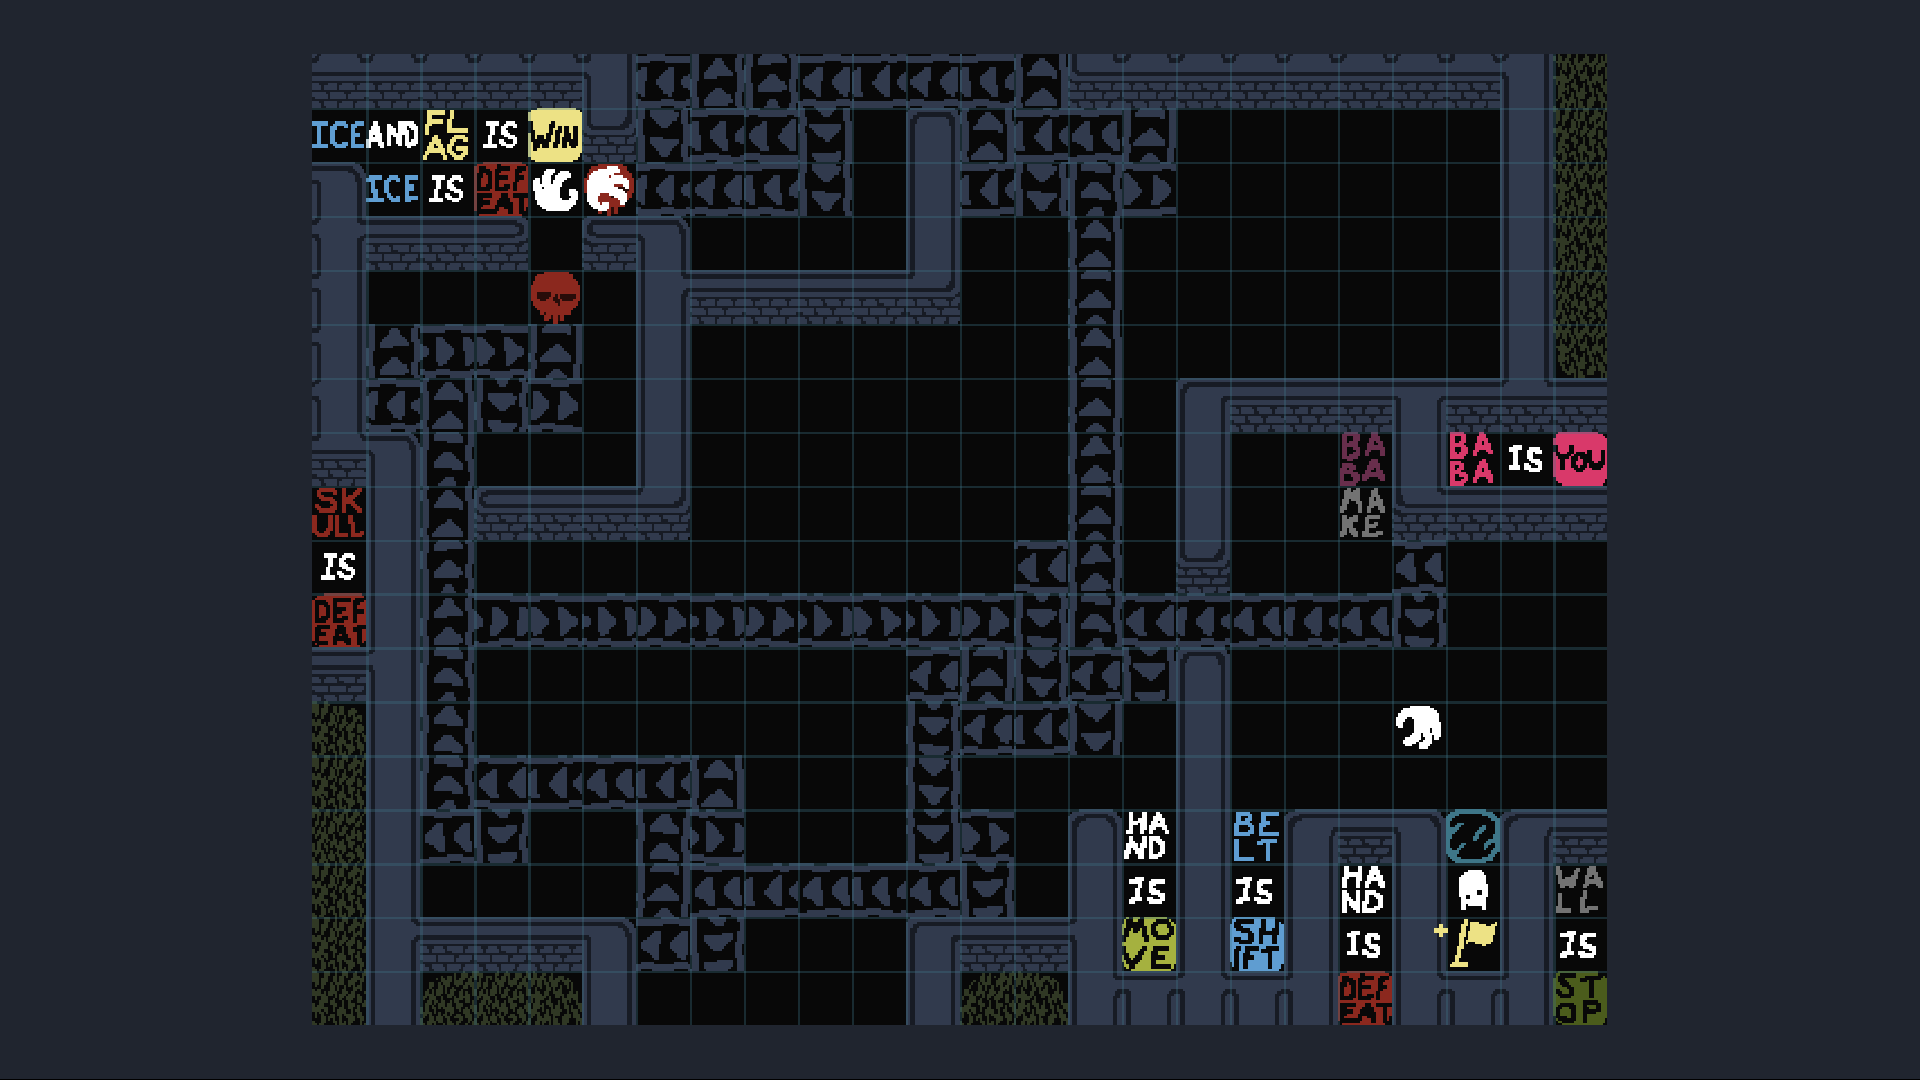 ICE AND FLAG IS WIN
ICE IS DEFEAT
BABA
BABA IS YOU
MAKE
SKULL
IS
DEFEAT
HAND
IS
MOVE
BELT
IS
SHIFT
HAND
IS
DEFEAT
WALL
IS
STOP